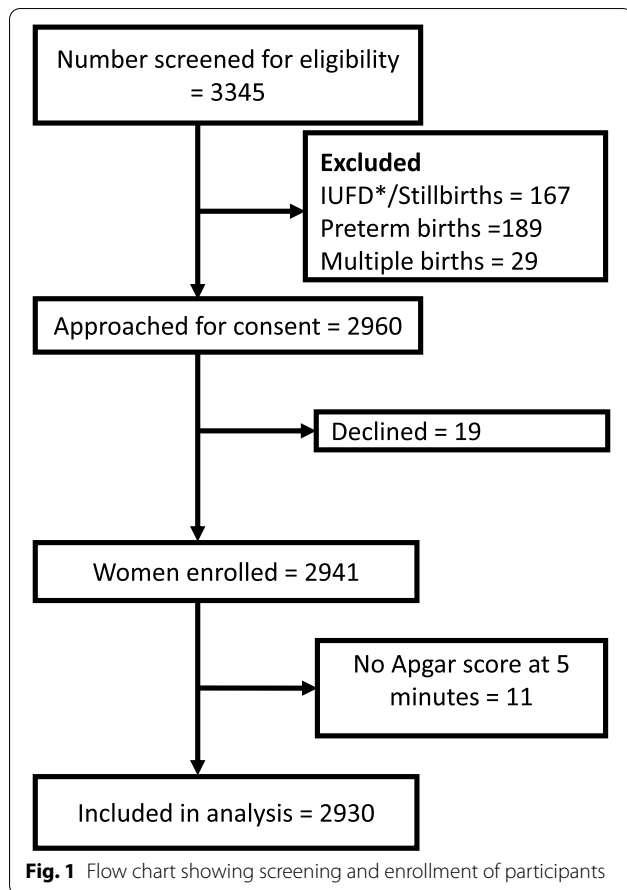 Number screened for eligibility
= 3345
Excluded
IUFD*/Stillbirths = 167
Preterm births =189
Multiple births = 29
Approached for consent = 2960
Declined = 19
Women enrolled = 2941
No Apgar score at 5
minutes = 11
Included in analysis = 2930
Fig. 1 Flow chart showing screening and enrollment of participants